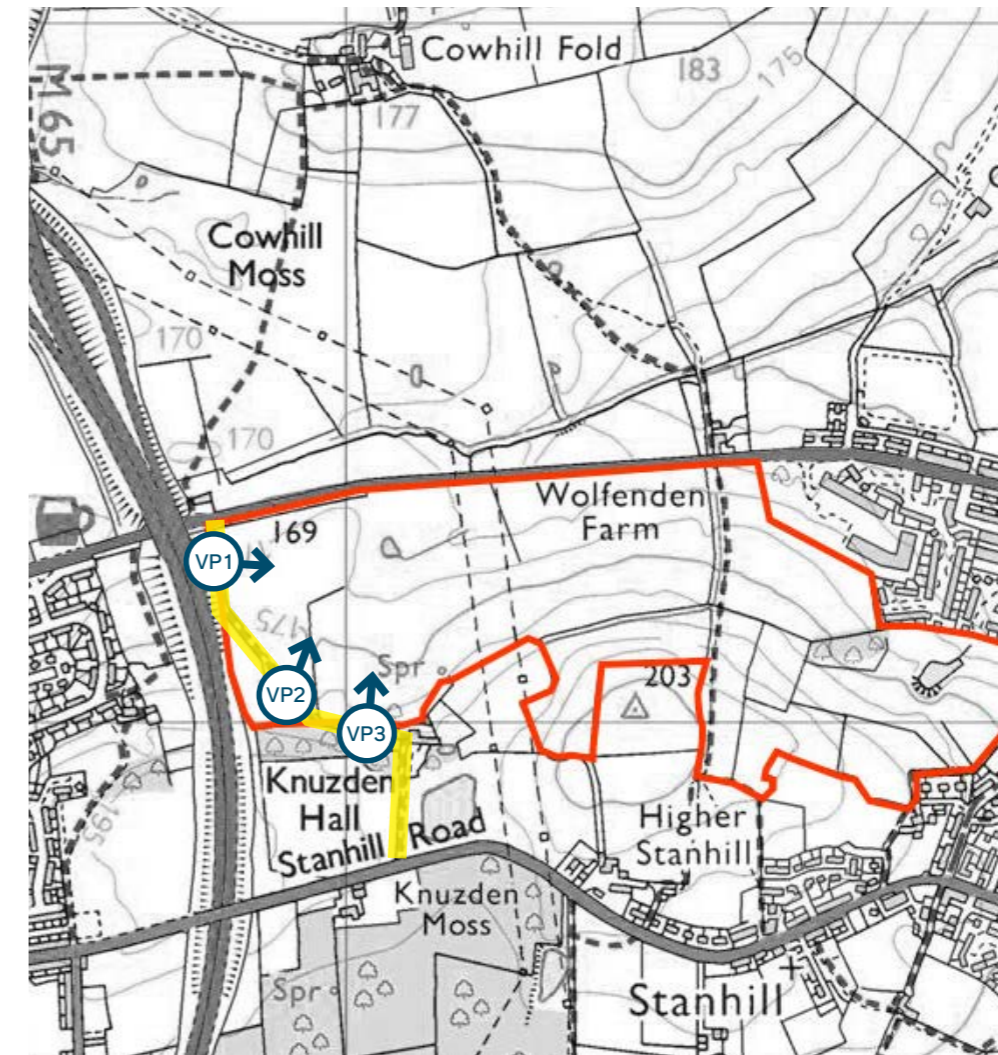 Cowhill Fold
183
175
M65
177
Cowhill
Moss
170
170
Wolfenden
Farm
169
VP1
175
Spr
203
VP2
VP3
Knuzden
Hall
Stanhill Road
195
Higher
Stanhill
Knuzden
Moss
Spr
Stanhill